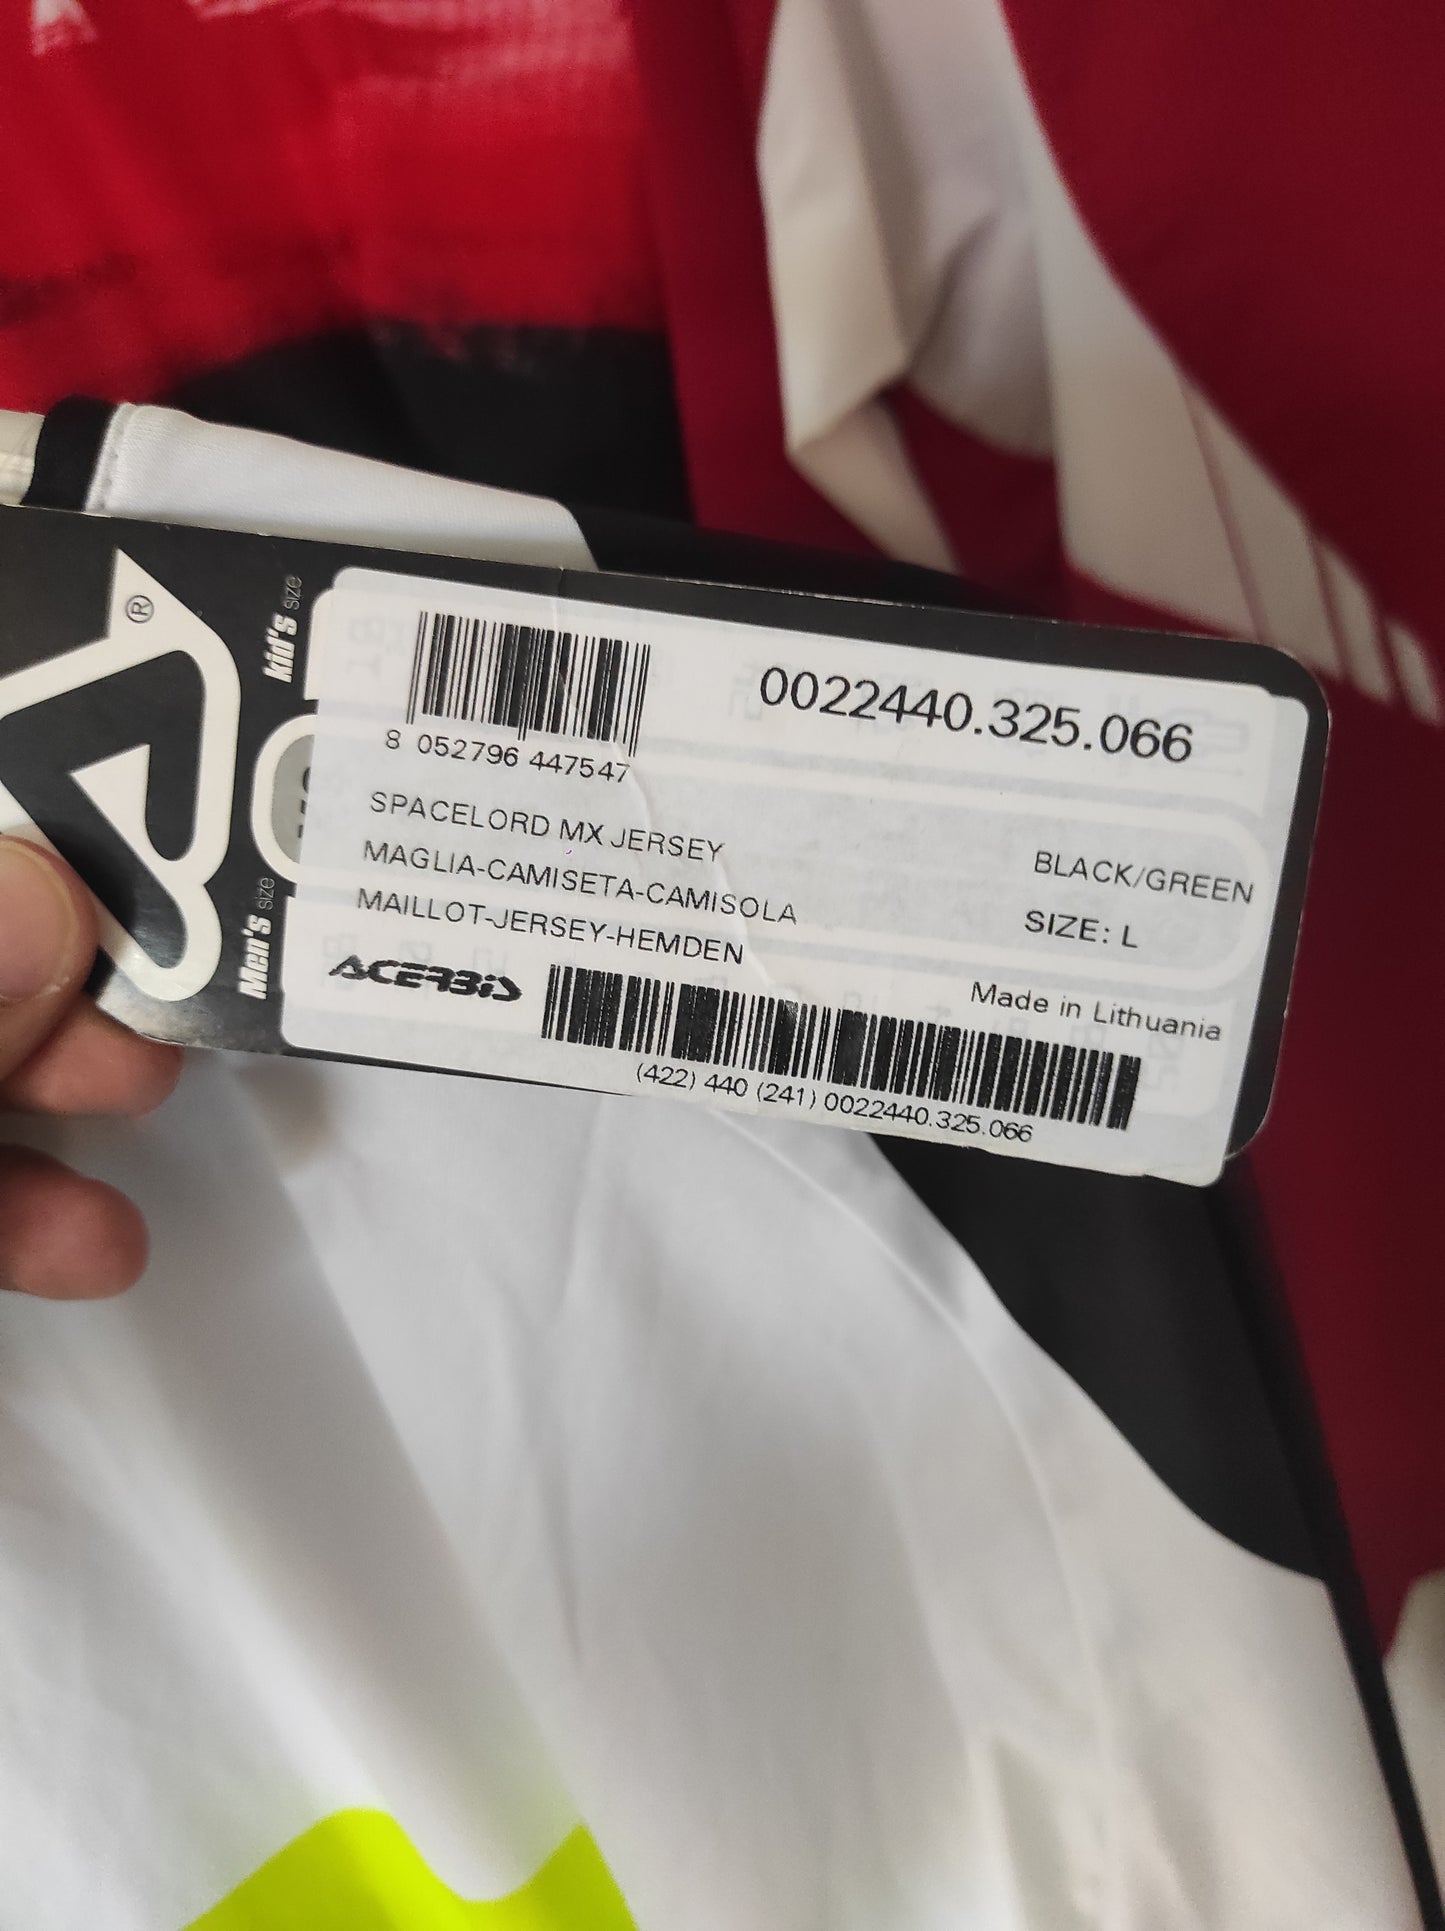 ®
kid's size
Men's size
0022440.325.066
8 052796 447547
SPACELORD MX JERSEY
MAGLIA-CAMISETA-CAMISOLA
MAILLOT-JERSEY-HEMDEN
BLACK/GREEN
SIZE: L
Made in Lithuania
ACERBIS
(422) 440 (241) 0022440.325.066